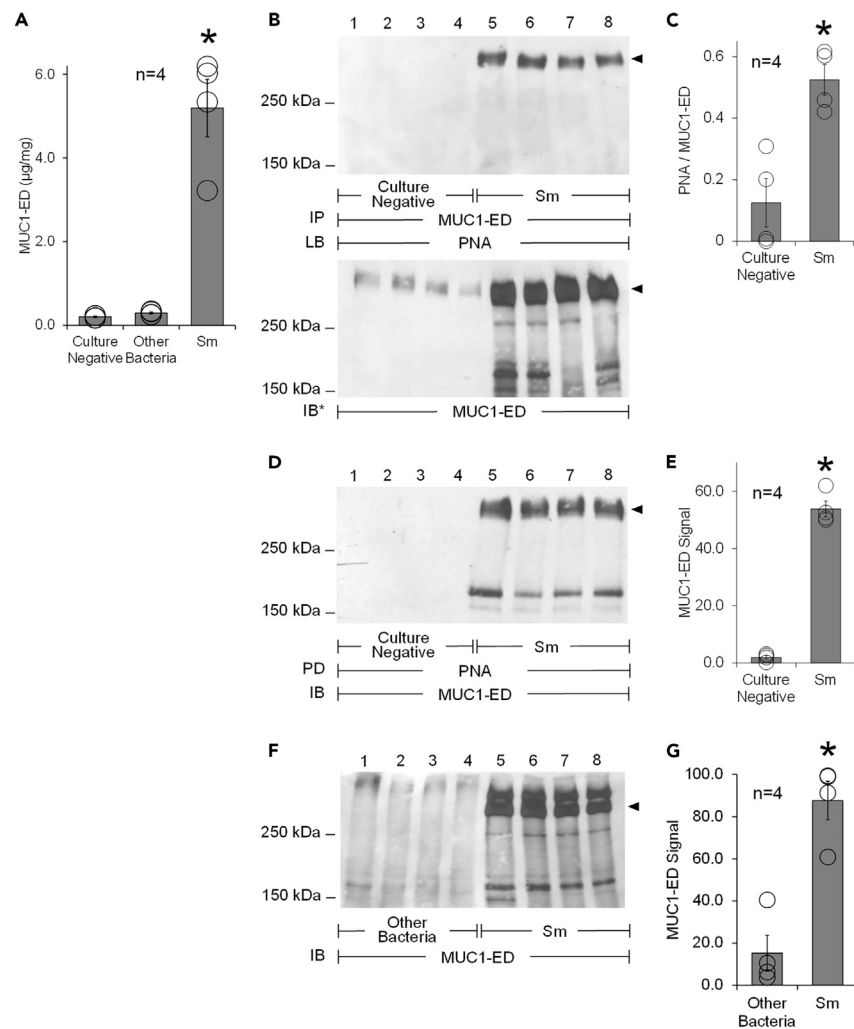 A
MUC1-ED (µg/mg)
6.0
4.0
2.0
0.0
n=4
*
Culture
Negative
Other
Bacteria
Sm
B
1 2 3 4 5 6 7 8
250 kDa
150 kDa
Culture
Negative
Sm
IP MUC1-ED
LB PNA
250 kDa
150 kDa
IB* MUC1-ED
C
PNA / MUC1-ED
0.6
0.4
0.2
0
n=4
*
Culture
Negative
Sm
D
1 2 3 4 5 6 7 8
250 kDa
150 kDa
Culture
Negative
Sm
PD PNA
IB MUC1-ED
E
MUC1-ED Signal
60.0
40.0
20.0
0.0
n=4
*
Culture
Negative
Sm
F
1 2 3 4 5 6 7 8
250 kDa
150 kDa
Other
Bacteria
Sm
IB MUC1-ED
G
MUC1-ED Signal
100.0
80.0
60.0
40.0
20.0
0.0
n=4
*
Other
Bacteria
Sm